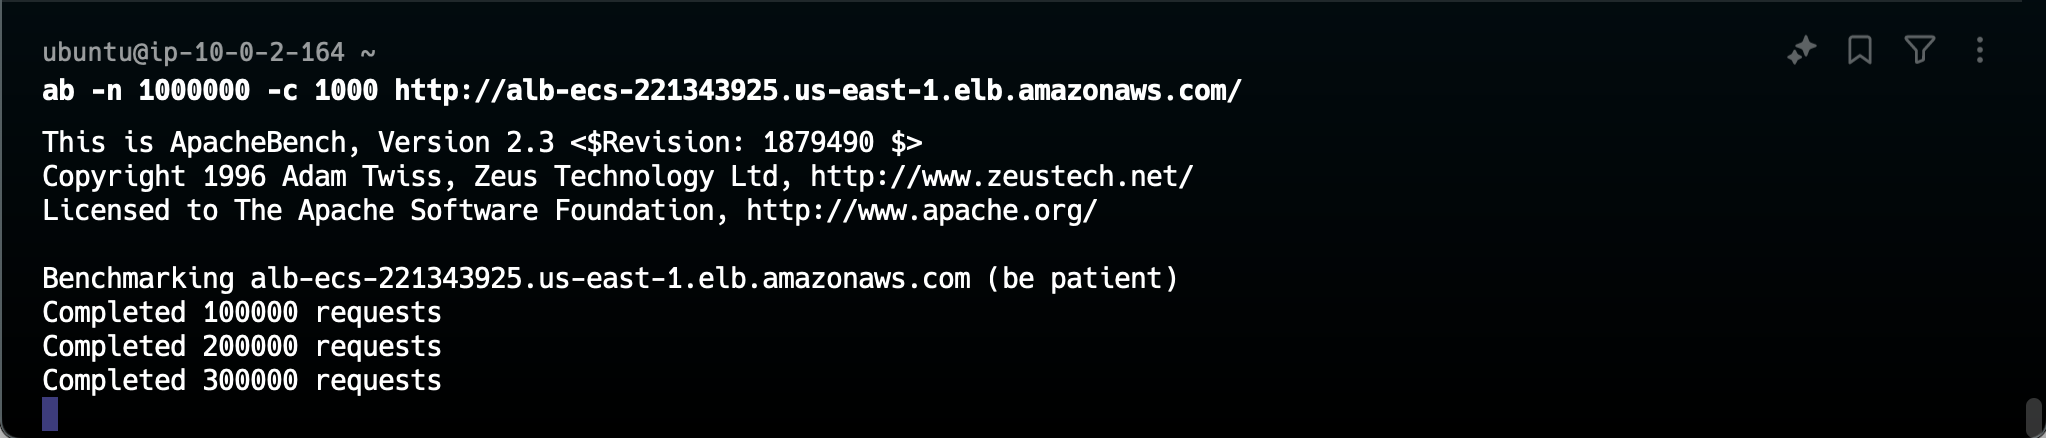 ubuntu@ip-10-0-2-164 ~
ab -n 1000000 -c 1000 http://alb-ecs-221343925.us-east-1.elb.amazonaws.com/
This is ApacheBench, Version 2.3 <$Revision: 1879490 $>
Copyright 1996 Adam Twiss, Zeus Technology Ltd, http://www.zeustech.net/
Licensed to The Apache Software Foundation, http://www.apache.org/
Benchmarking alb-ecs-221343925.us-east-1.elb.amazonaws.com (be patient)
Completed 100000 requests
Completed 200000 requests
Completed 300000 requests